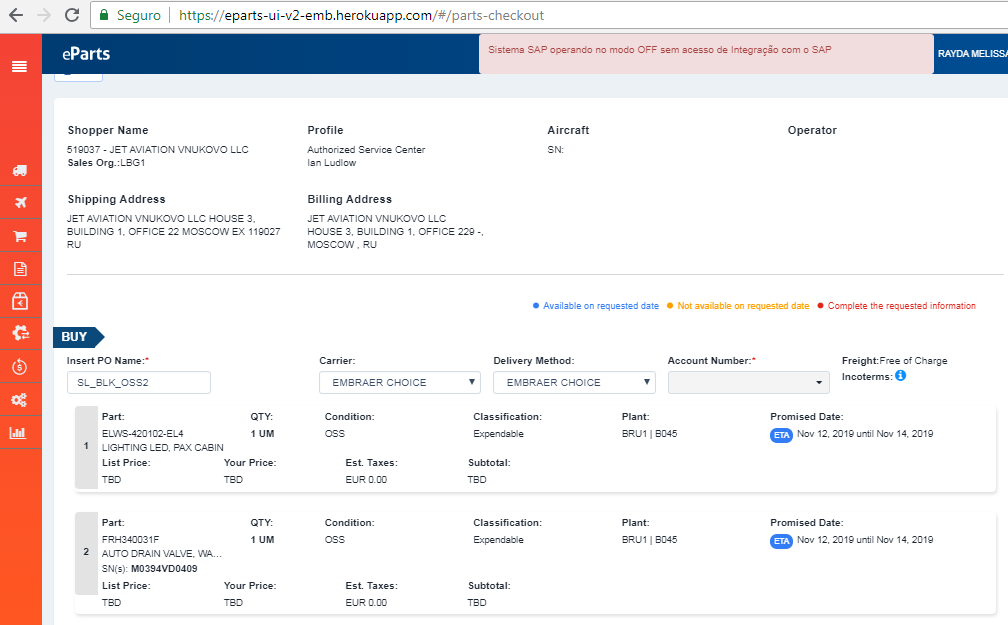 Seguro
https://eparts-ui-v2-emb.herokuapp.com/#/parts-checkout
eParts
Sistema SAP operando no modo OFF sem acesso de Integração com o SAP
RAYDA MELISSA
Shopper Name Profile Aircraft Operator
519037 - JET AVIATION VNUKOVO LLC Authorized Service Center SN:
Sales Org.:LBG1 Ian Ludlow
Shipping Address Billing Address
JET AVIATION VNUKOVO LLC HOUSE 3, JET AVIATION VNUKOVO LLC
BUILDING 1, OFFICE 22 MOSCOW EX 119027 HOUSE 3, BUILDING 1, OFFICE 229 -,
RU MOSCOW , RU
Available on requested date Not available on requested date Complete the requested information
BUY
Insert PO Name:* Carrier: Delivery Method: Account Number:* Freight:Free of Charge
SL_BLK_OSS2 EMBRAER CHOICE EMBRAER CHOICE Incoterms:
Part: QTY: Condition: Classification: Plant: Promised Date:
1 ELWS-420102-EL4 1 UM OSS Expendable BRU1 | B045 ETA Nov 12, 2019 until Nov 14, 2019
LIGHTING LED, PAX CABIN
List Price: Your Price: Est. Taxes: Subtotal:
TBD TBD EUR 0.00 TBD
Part: QTY: Condition: Classification: Plant: Promised Date:
2 FRH340031F 1 UM OSS Expendable BRU1 | B045 ETA Nov 12, 2019 until Nov 14, 2019
AUTO DRAIN VALVE, WA...
SN(s): M0394VD0409
List Price: Your Price: Est. Taxes: Subtotal:
TBD TBD EUR 0.00 TBD